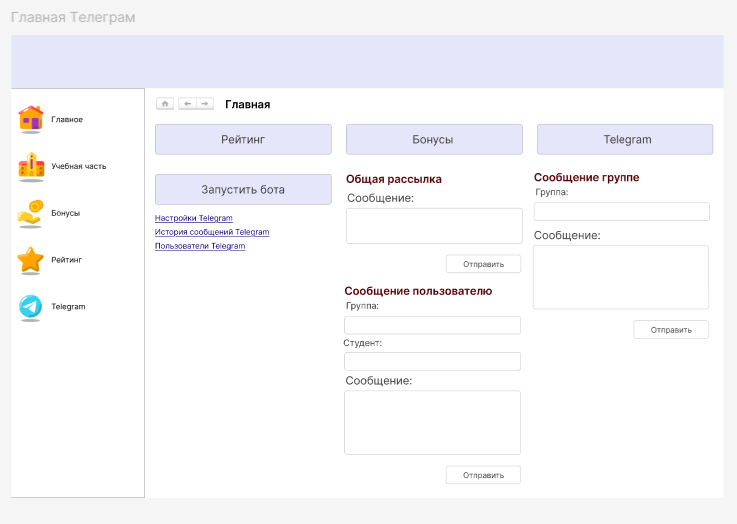 Главная Телеграм
Главное
Учебная часть
Бонусы
Рейтинг
Telegram
Главная
Рейтинг
Бонусы
Telegram
Запустить бота
Настройки Telegram
История сообщений Telegram
Пользователи Telegram
Общая рассылка
Сообщение:
Отправить
Сообщение пользователю
Группа:
Студент:
Сообщение:
Отправить
Сообщение группе
Группа:
Сообщение:
Отправить